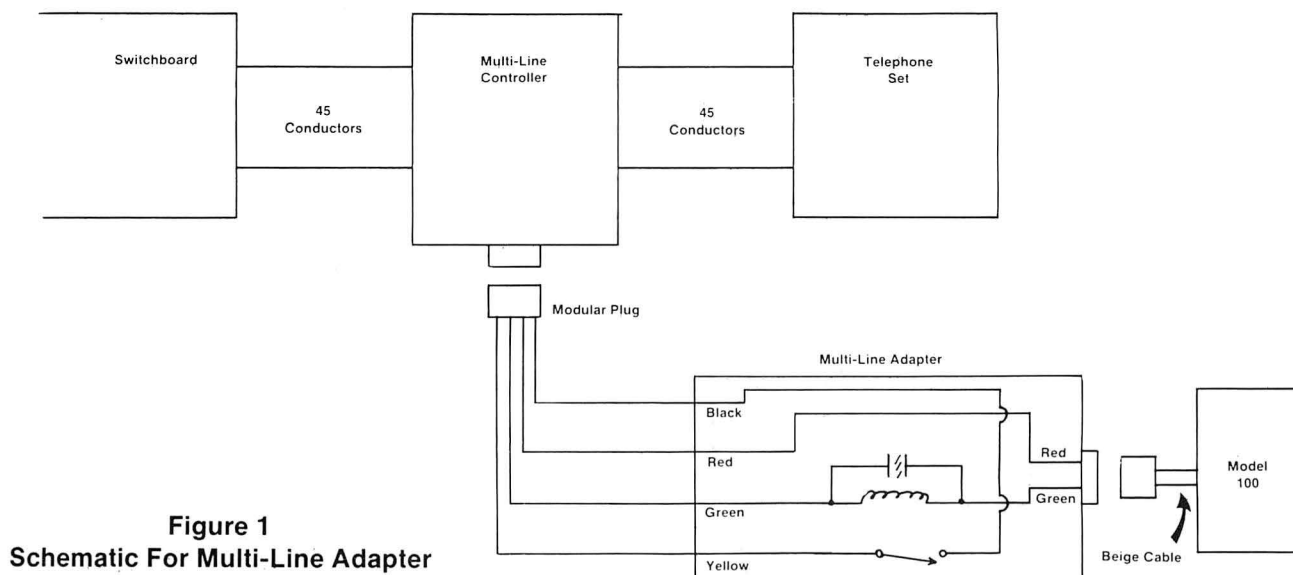 Switchboard
Multi-Line
Controller
Telephone
Set
45
Conductors
45
Conductors
Modular Plug
Multi-Line Adapter
Black
Red
Red
Green
Green
Yellow
Model
100
Beige Cable
Figure 1
Schematic For Multi-Line Adapter